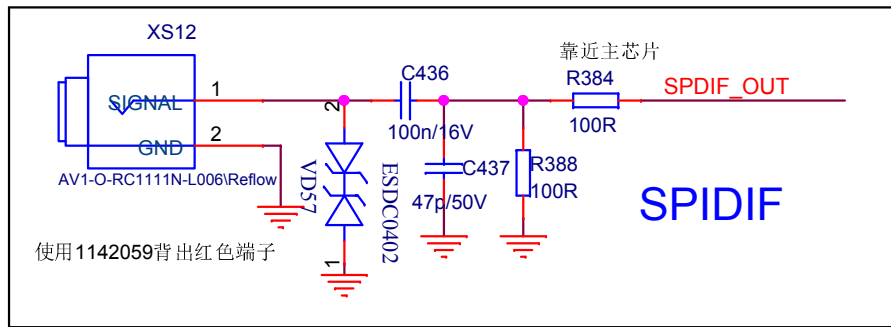 XS12
SIGNAL
1
GND
2
AV1-O-RC1111N-L006\Reflow
使用1142059背出红色端子
2
VD57
ESDC0402
1
C436
100n/16V
C437
47p/50V
R388
100R
靠近主芯片
R384
100R
SPDIF_OUT
SPIDIF